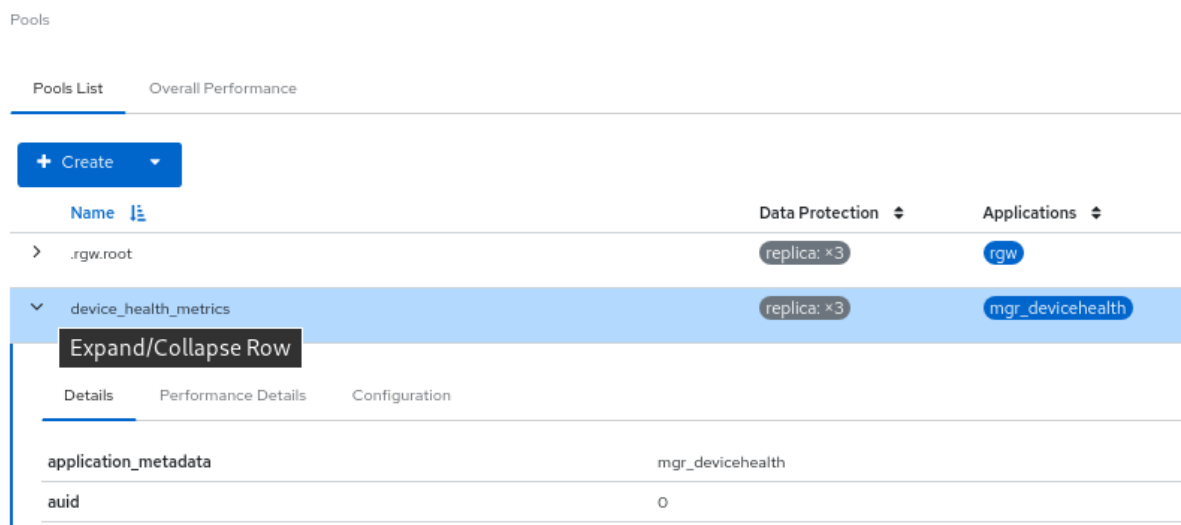 Pools
Pools List Overall Performance
Create
Name Data Protection Applications
.rgw.root replica: ×3 rgw
device_health_metrics replica: ×3 mgr_devicehealth
Expand/Collapse Row
Details Performance Details Configuration
application_metadata mgr_devicehealth
auid 0